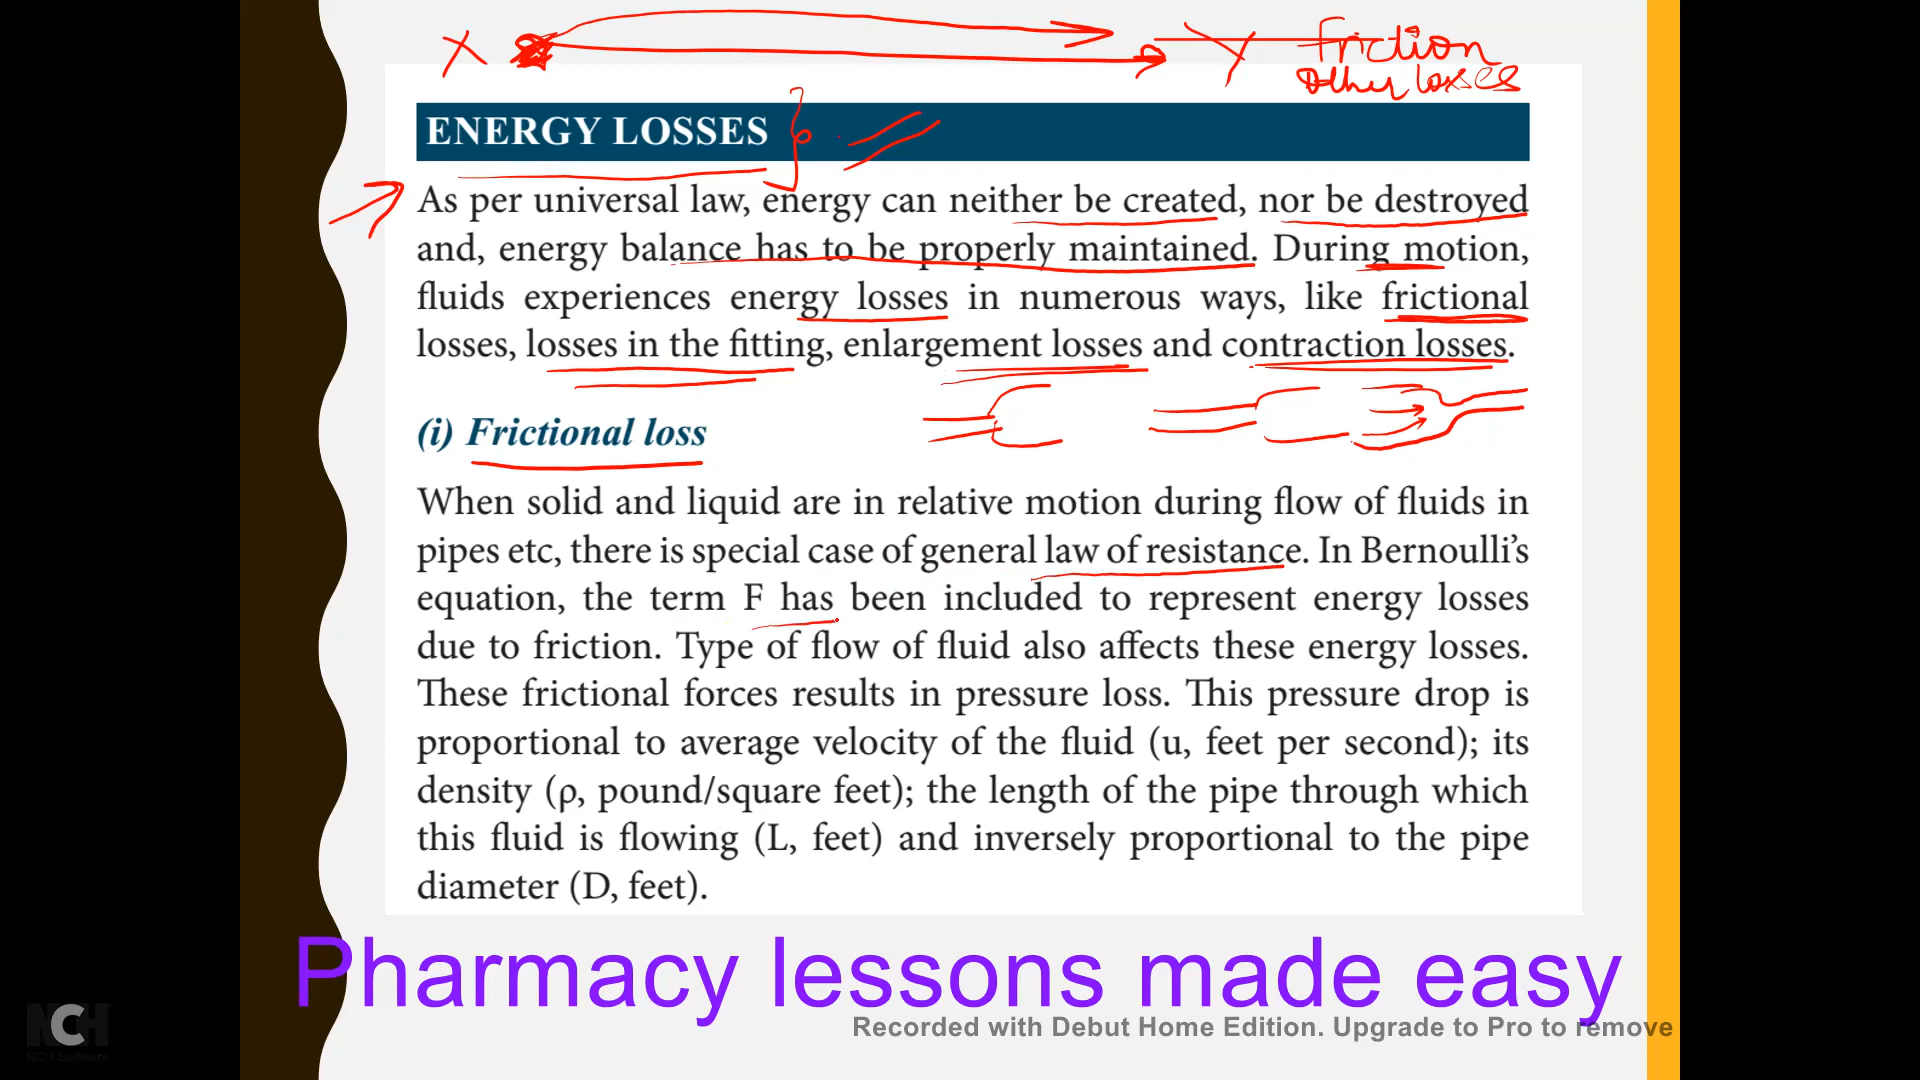 X Y Friction
Other losses
ENERGY LOSSES
As per universal law, energy can neither be created, nor be destroyed
and, energy balance has to be properly maintained. During motion,
fluids experiences energy losses in numerous ways, like frictional
losses, losses in the fitting, enlargement losses and contraction losses.
(i) Frictional loss
When solid and liquid are in relative motion during flow of fluids in
pipes etc, there is special case of general law of resistance. In Bernoulli’s
equation, the term F has been included to represent energy losses
due to friction. Type of flow of fluid also affects these energy losses.
These frictional forces results in pressure loss. This pressure drop is
proportional to average velocity of the fluid (u, feet per second); its
density (ρ, pound/square feet); the length of the pipe through which
this fluid is flowing (L, feet) and inversely proportional to the pipe
diameter (D, feet).
Pharmacy lessons made easy
Recorded with Debut Home Edition. Upgrade to Pro to remove
NCH
NCH Software